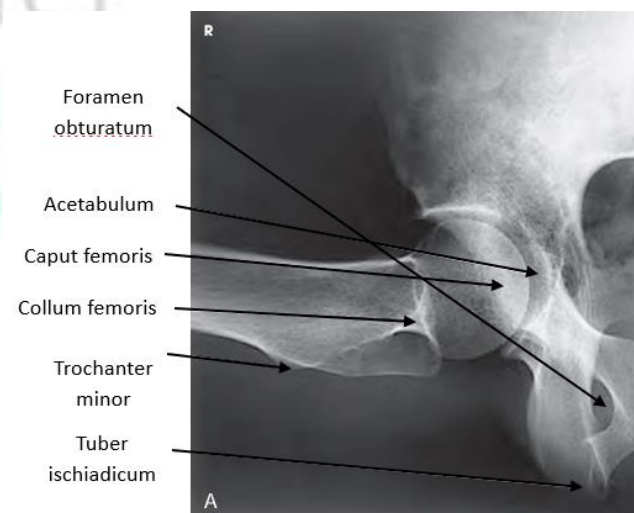 R
Foramen
obturatum
Acetabulum
Caput femoris
Collum femoris
Trochanter
minor
Tuber
ischiadicum
A